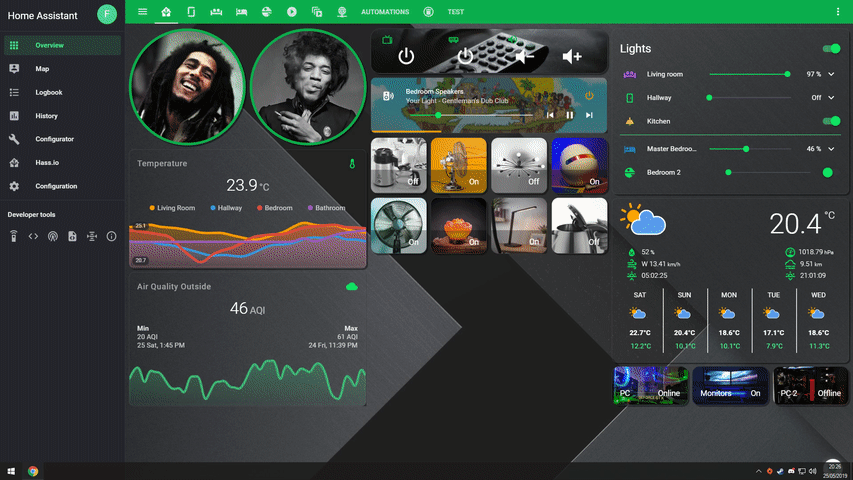 Home Assistant
F
AUTOMATIONS
TEST
Overview
Map
Logbook
History
Configurator
Hass.io
Configuration
Developer tools
Temperature
23.9 °C
Living Room
Hallway
Bedroom
Bathroom
25.1
20.7
Air Quality Outside
46 AQI
Min
20 AQI
25 Sat, 1:45 PM
Max
61 AQI
24 Fri, 11:39 PM
Bedroom Speakers
Your Light - Gentleman's Dub Club
Off
On
Off
On
On
On
On
Off
Lights
Living room
97 %
Hallway
Off
Kitchen
Master Bedroo...
46 %
Bedroom 2
20.4 °C
52 %
W 13.41 km/h
05:02:25
1018.79 hPa
9.51 km
21:01:09
SAT SUN MON TUE WED
22.7°C 20.4°C 18.6°C 17.1°C 18.6°C
12.2°C 10.1°C 10.1°C 7.9°C 11.3°C
PC Online
Monitors On
PC 2 Offline
20:26
25/05/2019